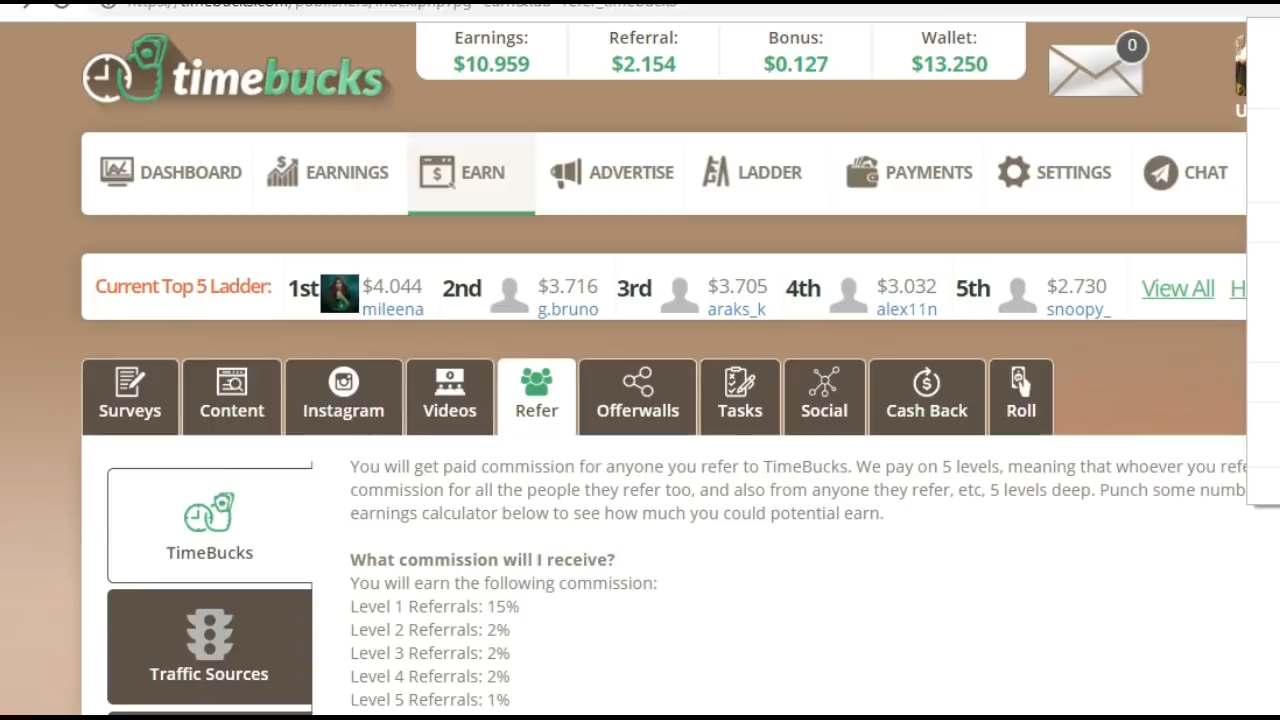 Earnings: Referral: Bonus: Wallet:
$10.959 $2.154 $0.127 $13.250
0
timebucks
DASHBOARD EARNINGS EARN ADVERTISE LADDER PAYMENTS SETTINGS CHAT
Current Top 5 Ladder: 1st $4.044 2nd $3.716 3rd $3.705 4th $3.032 5th $2.730 View All H
mileena g.bruno araks_k alex11n snoopy_
Surveys Content Instagram Videos Refer Offerwalls Tasks Social Cash Back Roll
You will get paid commission for anyone you refer to TimeBucks. We pay on 5 levels, meaning that whoever you refe
commission for all the people they refer too, and also from anyone they refer, etc, 5 levels deep. Punch some numb
earnings calculator below to see how much you could potential earn.
TimeBucks
What commission will I receive?
You will earn the following commission:
Level 1 Referrals: 15%
Level 2 Referrals: 2%
Level 3 Referrals: 2%
Level 4 Referrals: 2%
Level 5 Referrals: 1%
Traffic Sources